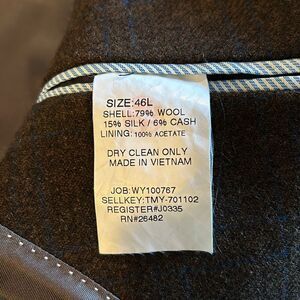 SIZE:46L
SHELL:79% WOOL
15% SILK / 6% CASH
LINING: 100% ACETATE
DRY CLEAN ONLY
MADE IN VIETNAM
JOB:WY100767
SELLKEY:TMY-701102
REGISTER#J0335
RN#26482